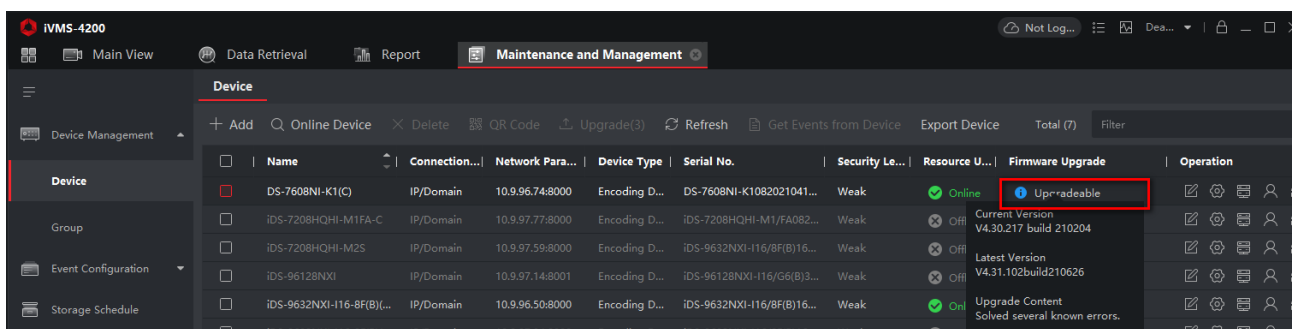 iVMS-4200
Not Log...
Dea...
Main View
Data Retrieval
Report
Maintenance and Management
Device
Add
Online Device
Delete
QR Code
Upgrade(3)
Refresh
Get Events from Device
Export Device
Total (7)
Filter
Device Management
Device
Group
Event Configuration
Storage Schedule
Name Connection... Network Para... Device Type Serial No. Security Le... Resource U... Firmware Upgrade Operation
DS-7608NI-K1(C) IP/Domain 10.9.96.74:8000 Encoding D... DS-7608NI-K1082021041... Weak Online Upgradeable
iDS-7208HQHI-M1FA-C IP/Domain 10.9.97.77:8000 Encoding D... iDS-7208HQHI-M1/FA082... Weak Offl
iDS-7208HQHI-M2S IP/Domain 10.9.97.59:8000 Encoding D... iDS-9632NXI-I16/8F(B)16... Weak Offl
iDS-96128NXI IP/Domain 10.9.97.14:8001 Encoding D... iDS-96128NXI-I16/G6(B)3... Weak Offl
iDS-9632NXI-I16-8F(B)(... IP/Domain 10.9.96.50:8000 Encoding D... iDS-9632NXI-I16/8F(B)16... Weak Onl
Current Version
V4.30.217 build 210204
Latest Version
V4.31.102build210626
Upgrade Content
Solved several known errors.